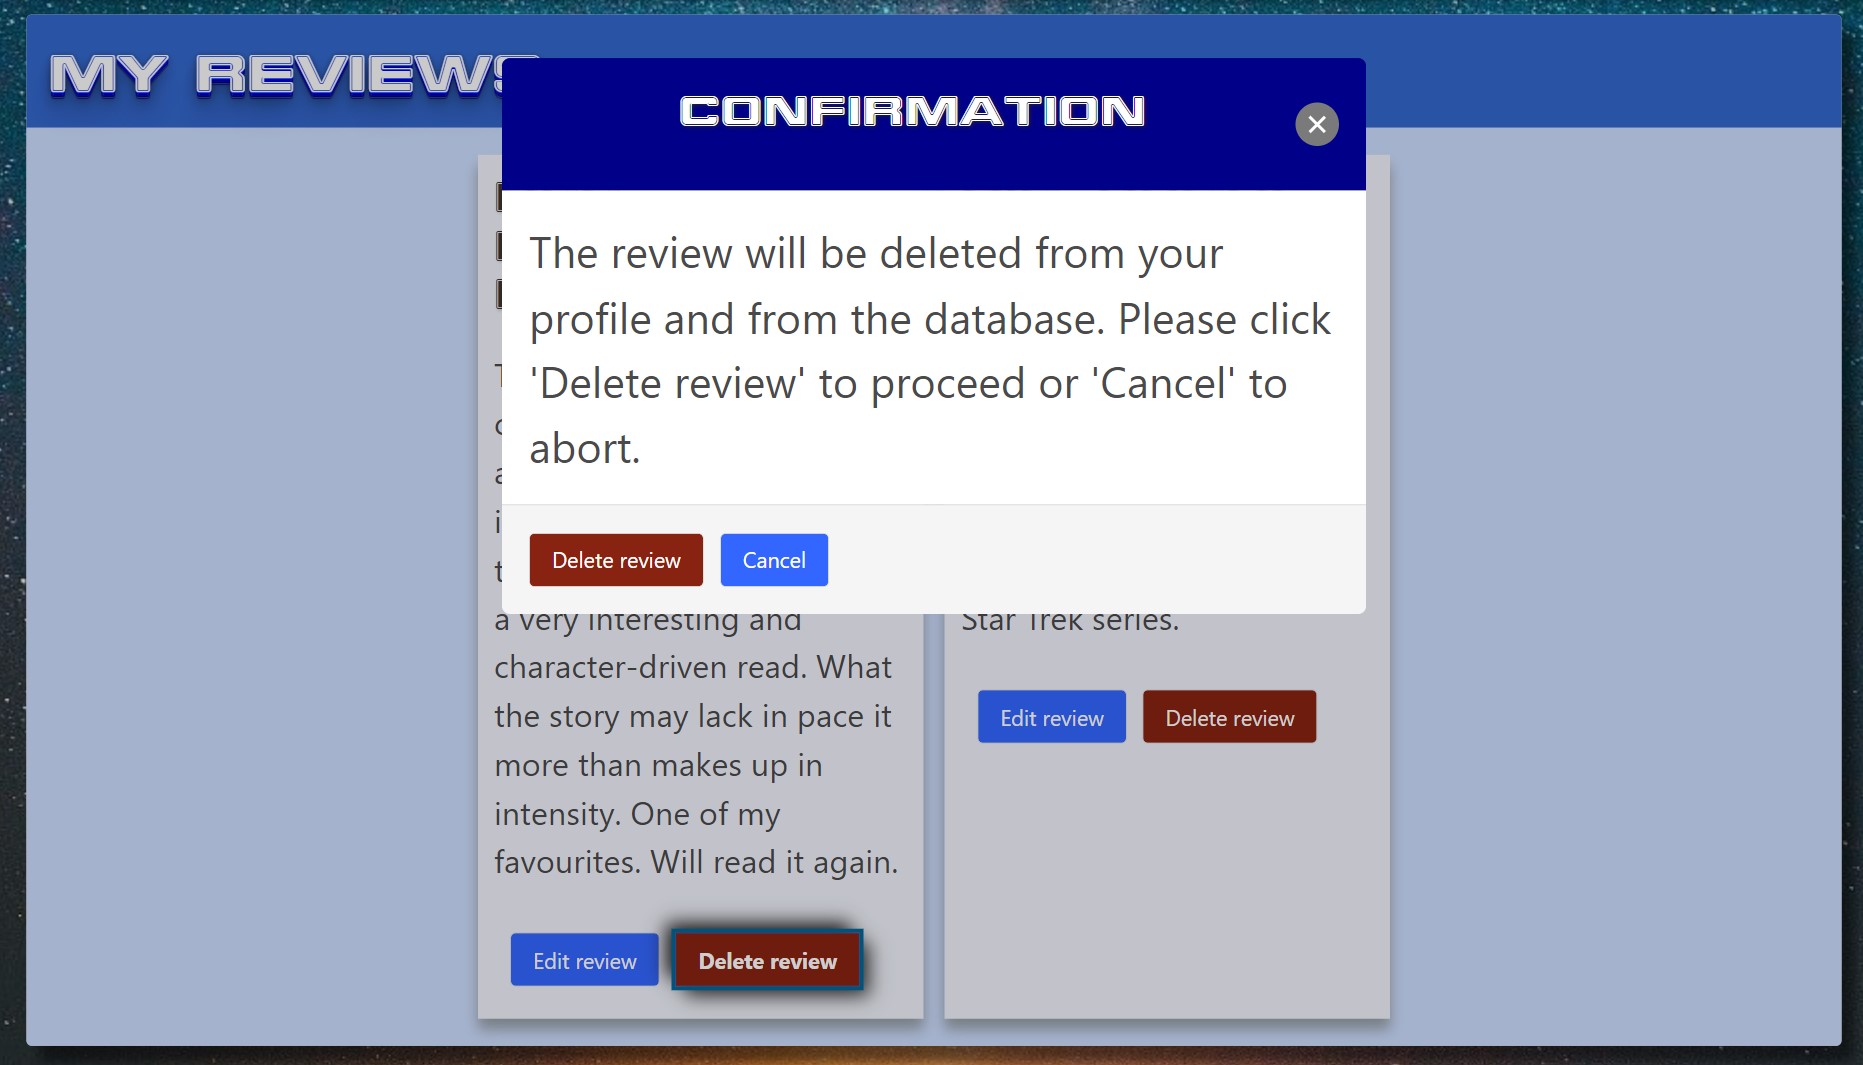 MY REVIEWS
CONFIRMATION
The review will be deleted from your
profile and from the database. Please click
'Delete review' to proceed or 'Cancel' to
abort.
Delete review Cancel
a very interesting and
character-driven read. What
the story may lack in pace it
more than makes up in
intensity. One of my
favourites. Will read it again.
Edit review Delete review
Star Trek series.
Edit review Delete review